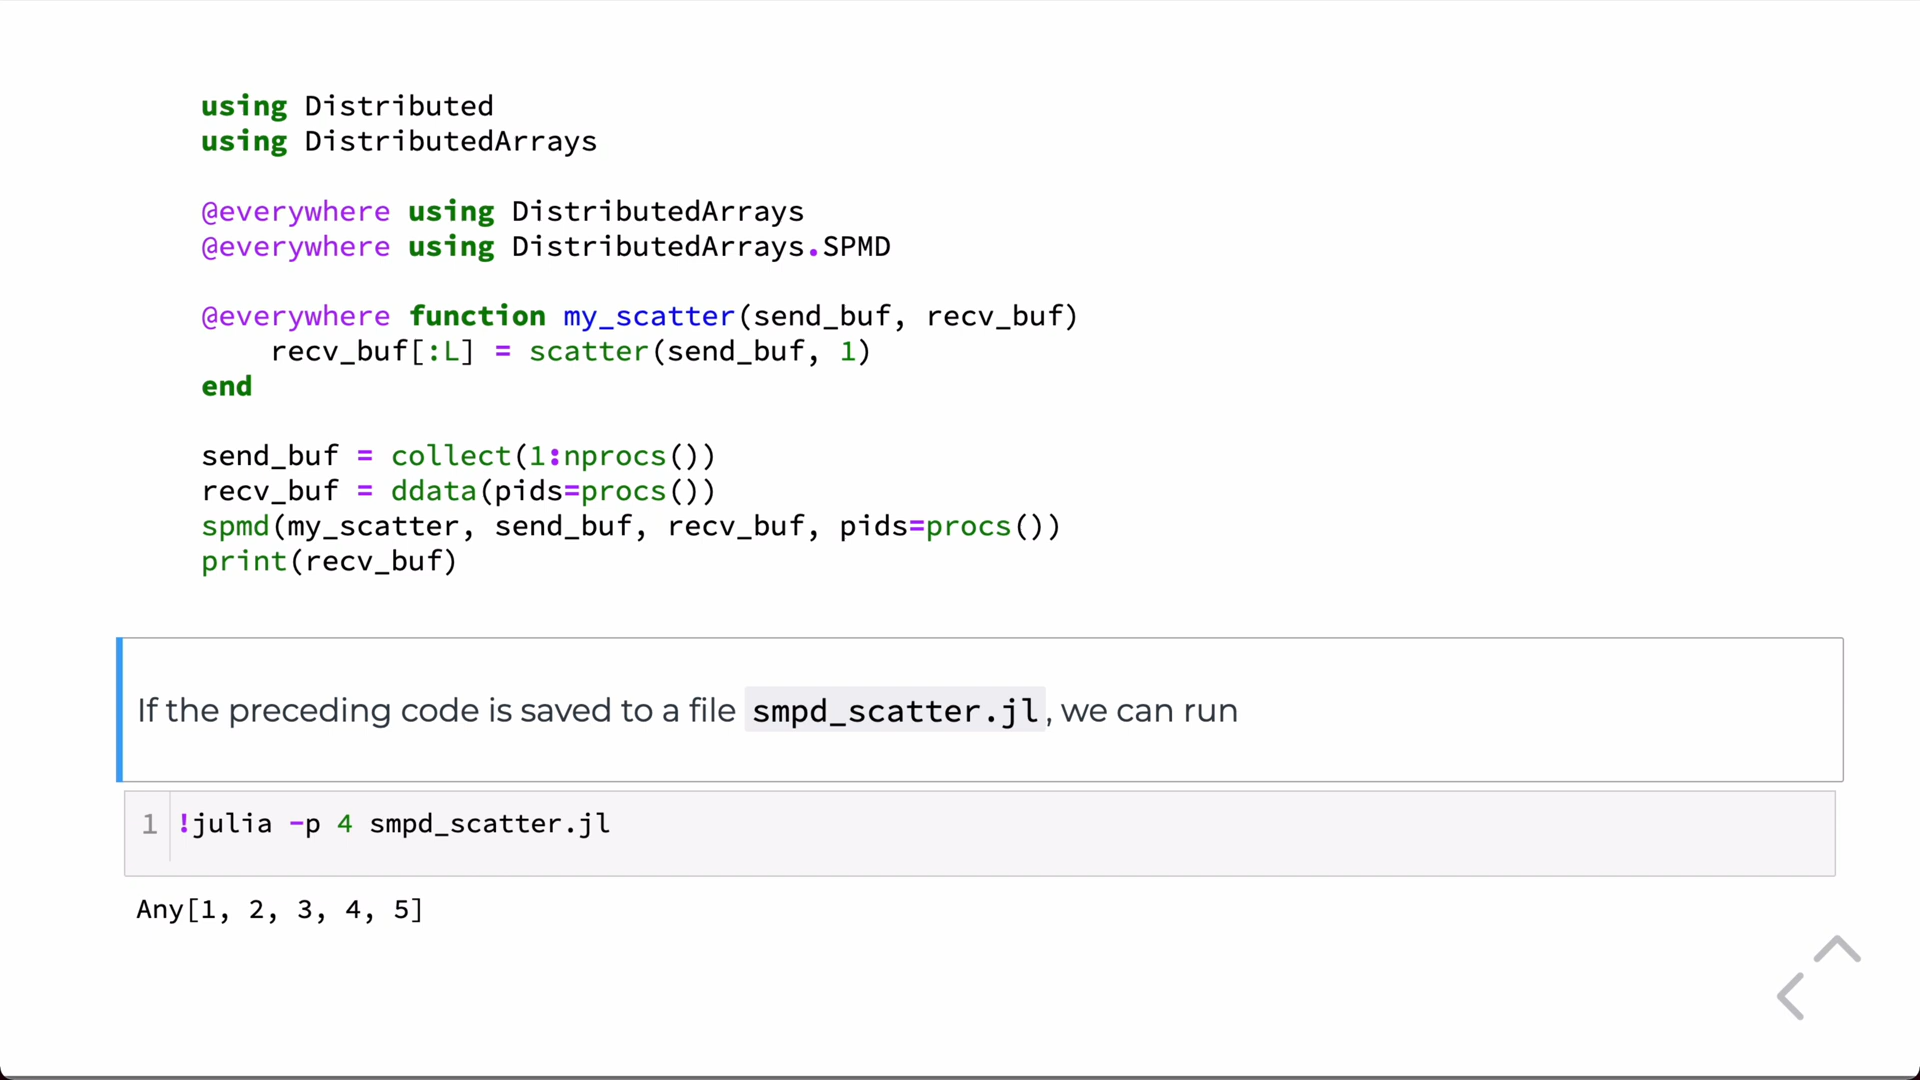 using Distributed
using DistributedArrays

@everywhere using DistributedArrays
@everywhere using DistributedArrays.SPMD

@everywhere function my_scatter(send_buf, recv_buf)
    recv_buf[:L] = scatter(send_buf, 1)
end

send_buf = collect(1:nprocs())
recv_buf = ddata(pids=procs())
spmd(my_scatter, send_buf, recv_buf, pids=procs())
print(recv_buf)

If the preceding code is saved to a file smpd_scatter.jl, we can run
1 !julia -p 4 smpd_scatter.jl
Any[1, 2, 3, 4, 5]